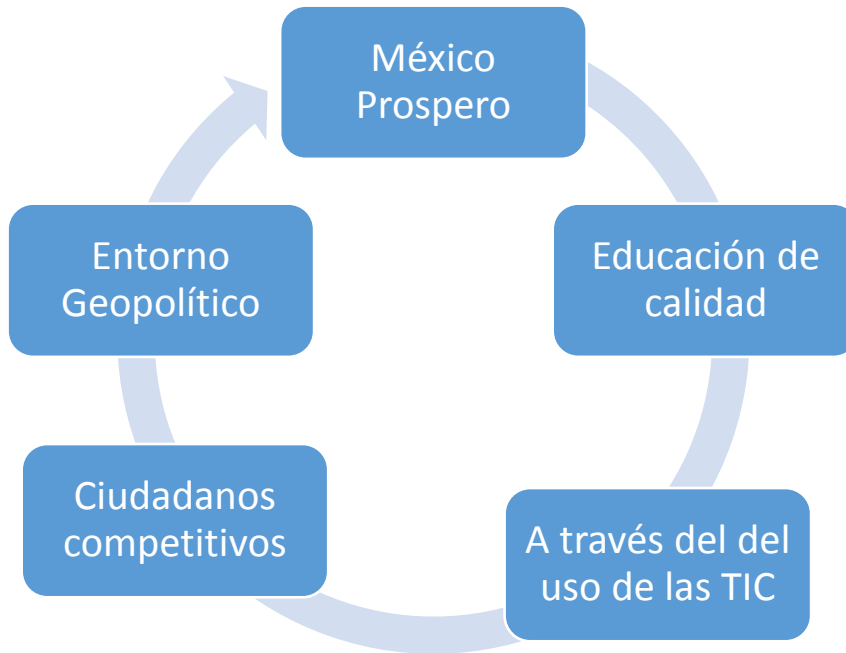 México
Prospero
Educación de
calidad
A través del del
uso de las TIC
Ciudadanos
competitivos
Entorno
Geopolítico